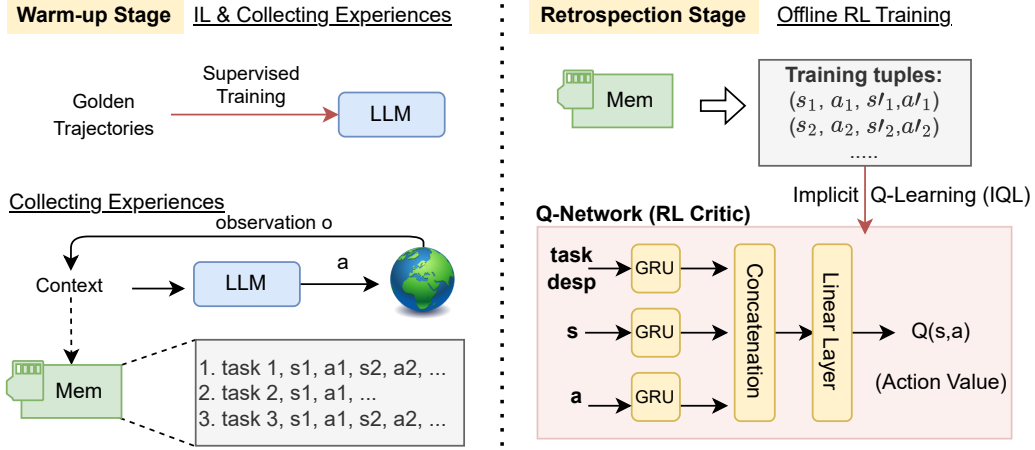 Warm-up Stage
IL & Collecting Experiences
Golden
Trajectories
Supervised
Training
LLM
Collecting Experiences
observation o
Context
LLM
a
Mem
1. task 1, s1, a1, s2, a2, ...
2. task 2, s1, a1, ...
3. task 3, s1, a1, s2, a2, ...
Retrospection Stage
Offline RL Training
Mem
Training tuples:
(s₁, a₁, s′₁,a′₁)
(s₂, a₂, s′₂,a′₂)
.....
Implicit Q-Learning (IQL)
Q-Network (RL Critic)
task
desp
GRU
s
GRU
a
GRU
Concatenation
Linear Layer
Q(s,a)
(Action Value)